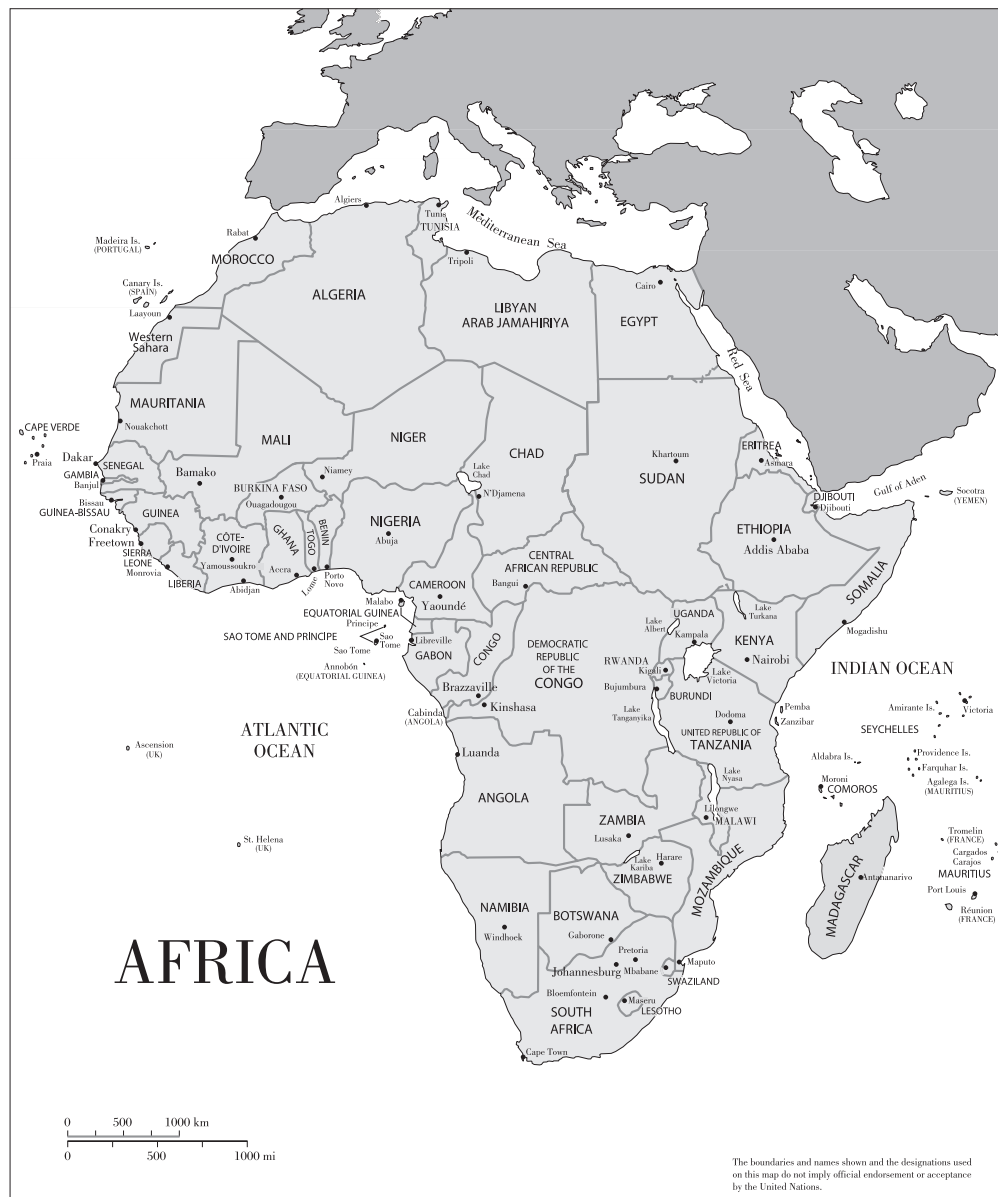 Algiers
Tunis
TUNISIA
Mediterranean Sea
Madeira Is.
(PORTUGAL)
Rabat
MOROCCO
Tripoli
Canary Is.
(SPAIN)
Laayoun
Western
Sahara
ALGERIA
LIBYAN
ARAB JAMAHIRIYA
Cairo
EGYPT
Red Sea
MAURITANIA
Nouakchott
CAPE VERDE
Praia
MALI
NIGER
CHAD
Khartoum
SUDAN
ERITREA
Asmara
Dakar
SENEGAL
GAMBIA
Banjul
Bamako
Niamey
Lake
Chad
N'Djamena
BURKINA FASO
Ouagadougou
Bissau
GUINEA-BISSAU
GUINEA
Gulf of Aden
Socotra
(YEMEN)
DJIBOUTI
Djibouti
Conakry
Freetown
SIERRA
LEONE
Monrovia
LIBERIA
CÔTE-
D'IVOIRE
Yamoussoukro
Abidjan
GHANA
Accra
TOGO
Lome
BENIN
Porto
Novo
NIGERIA
Abuja
ETHIOPIA
Addis Ababa
CENTRAL
AFRICAN REPUBLIC
Bangui
CAMEROON
Yaoundé
SOMALIA
Mogadishu
Malabo
EQUATORIAL GUINEA
Principe
SAO TOME AND PRÍNCIPE
Sao
Tome
Sao Tome
Libreville
GABON
Annobón
(EQUATORIAL GUINEA)
CONGO
DEMOCRATIC
REPUBLIC
OF THE
CONGO
UGANDA
Lake
Albert
Kampala
Lake
Turkana
KENYA
Nairobi
RWANDA
Kigali
Lake
Victoria
Bujumbura
BURUNDI
INDIAN OCEAN
Brazzaville
Kinshasa
Cabinda
(ANGOLA)
Lake
Tanganyika
Dodoma
UNITED REPUBLIC OF
TANZANIA
Pemba
Zanzibar
Amirante Is.
Victoria
SEYCHELLES
ATLANTIC
OCEAN
Ascension
(UK)
Luanda
Aldabra Is.
Providence Is.
Farquhar Is.
Agalega Is.
(MAURITIUS)
Lake
Nyasa
Moroni
COMOROS
ANGOLA
ZAMBIA
Lusaka
Lilongwe
MALAWI
St. Helena
(UK)
Lake
Kariba
Harare
ZIMBABWE
MOZAMBIQUE
MADAGASCAR
Antananarivo
Tromelin
(FRANCE)
Cargados
Carajos
MAURITIUS
Port Louis
Réunion
(FRANCE)
NAMIBIA
Windhoek
BOTSWANA
Gaborone
Pretoria
Johannesburg
Mbabane
Maputo
SWAZILAND
AFRICA
Bloemfontein
Maseru
LESOTHO
SOUTH
AFRICA
Cape Town
0 500 1000 km
0 500 1000 mi
The boundaries and names shown and the designations used
on this map do not imply official endorsement or acceptance
by the United Nations.